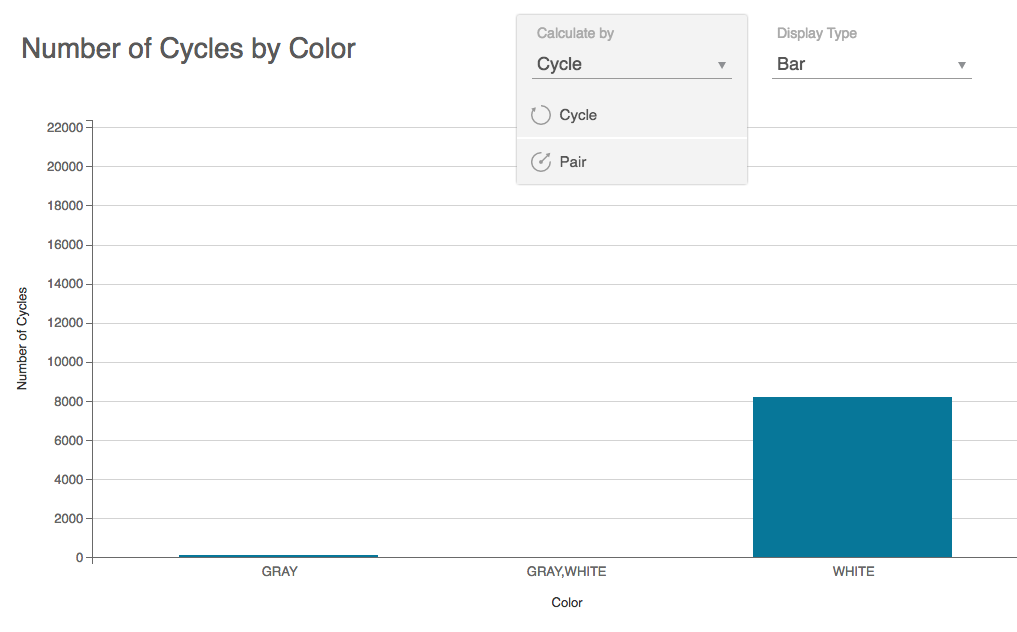 Number of Cycles by Color
Calculate by
Cycle
Cycle
Pair
Display Type
Bar
Number of Cycles
22000
20000
18000
16000
14000
12000
10000
8000
6000
4000
2000
0
GRAY
GRAY,WHITE
WHITE
Color